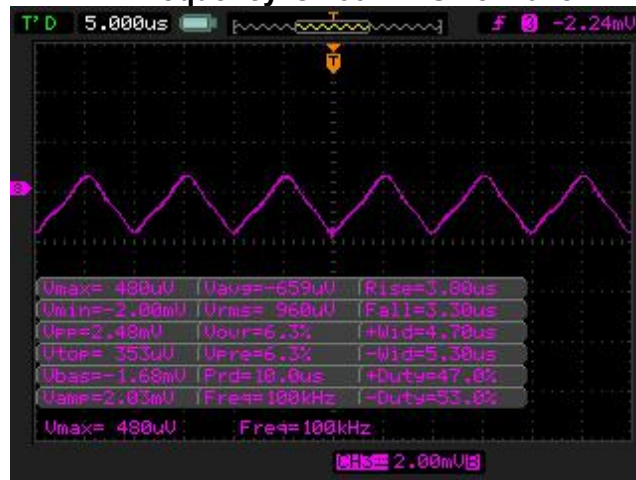 T'D 5.000us T f 3 -2.24mV
T
3
Vmax= 480uV Vavg=-659uV Rise=3.80us
Vmin=-2.00mV Vrms= 960uV Fall=3.30us
Vpp=2.48mV Vovr=6.3% +Wid=4.70us
Vtop= 353uV Vpre=6.3% -Wid=5.30us
Vbas=-1.68mV Prd=10.0us +Duty=47.0%
Vamp=2.03mV Freq=100kHz -Duty=53.0%
Vmax= 480uV Freq=100kHz
CH3 2.00mVB